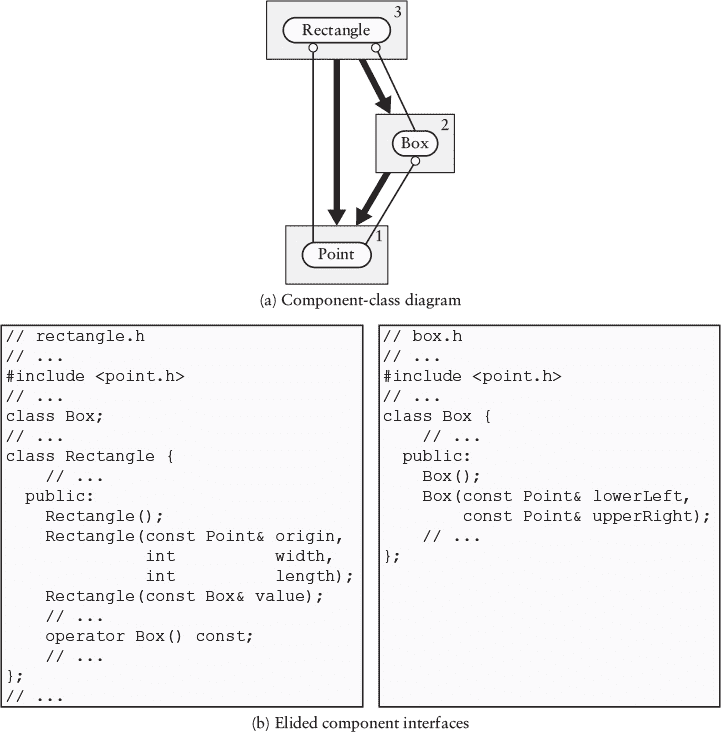 3
Rectangle
2
Box
1
Point
(a) Component-class diagram
// rectangle.h
// ...
#include <point.h>
// ...
class Box;
// ...
class Rectangle {
    // ...
  public:
    Rectangle();
    Rectangle(const Point& origin,
              int          width,
              int          length);
    Rectangle(const Box& value);
    // ...
    operator Box() const;
    // ...
};
// ...
// box.h
// ...
#include <point.h>
// ...
class Box {
    // ...
  public:
    Box();
    Box(const Point& lowerLeft,
        const Point& upperRight);
    // ...
};
(b) Elided component interfaces